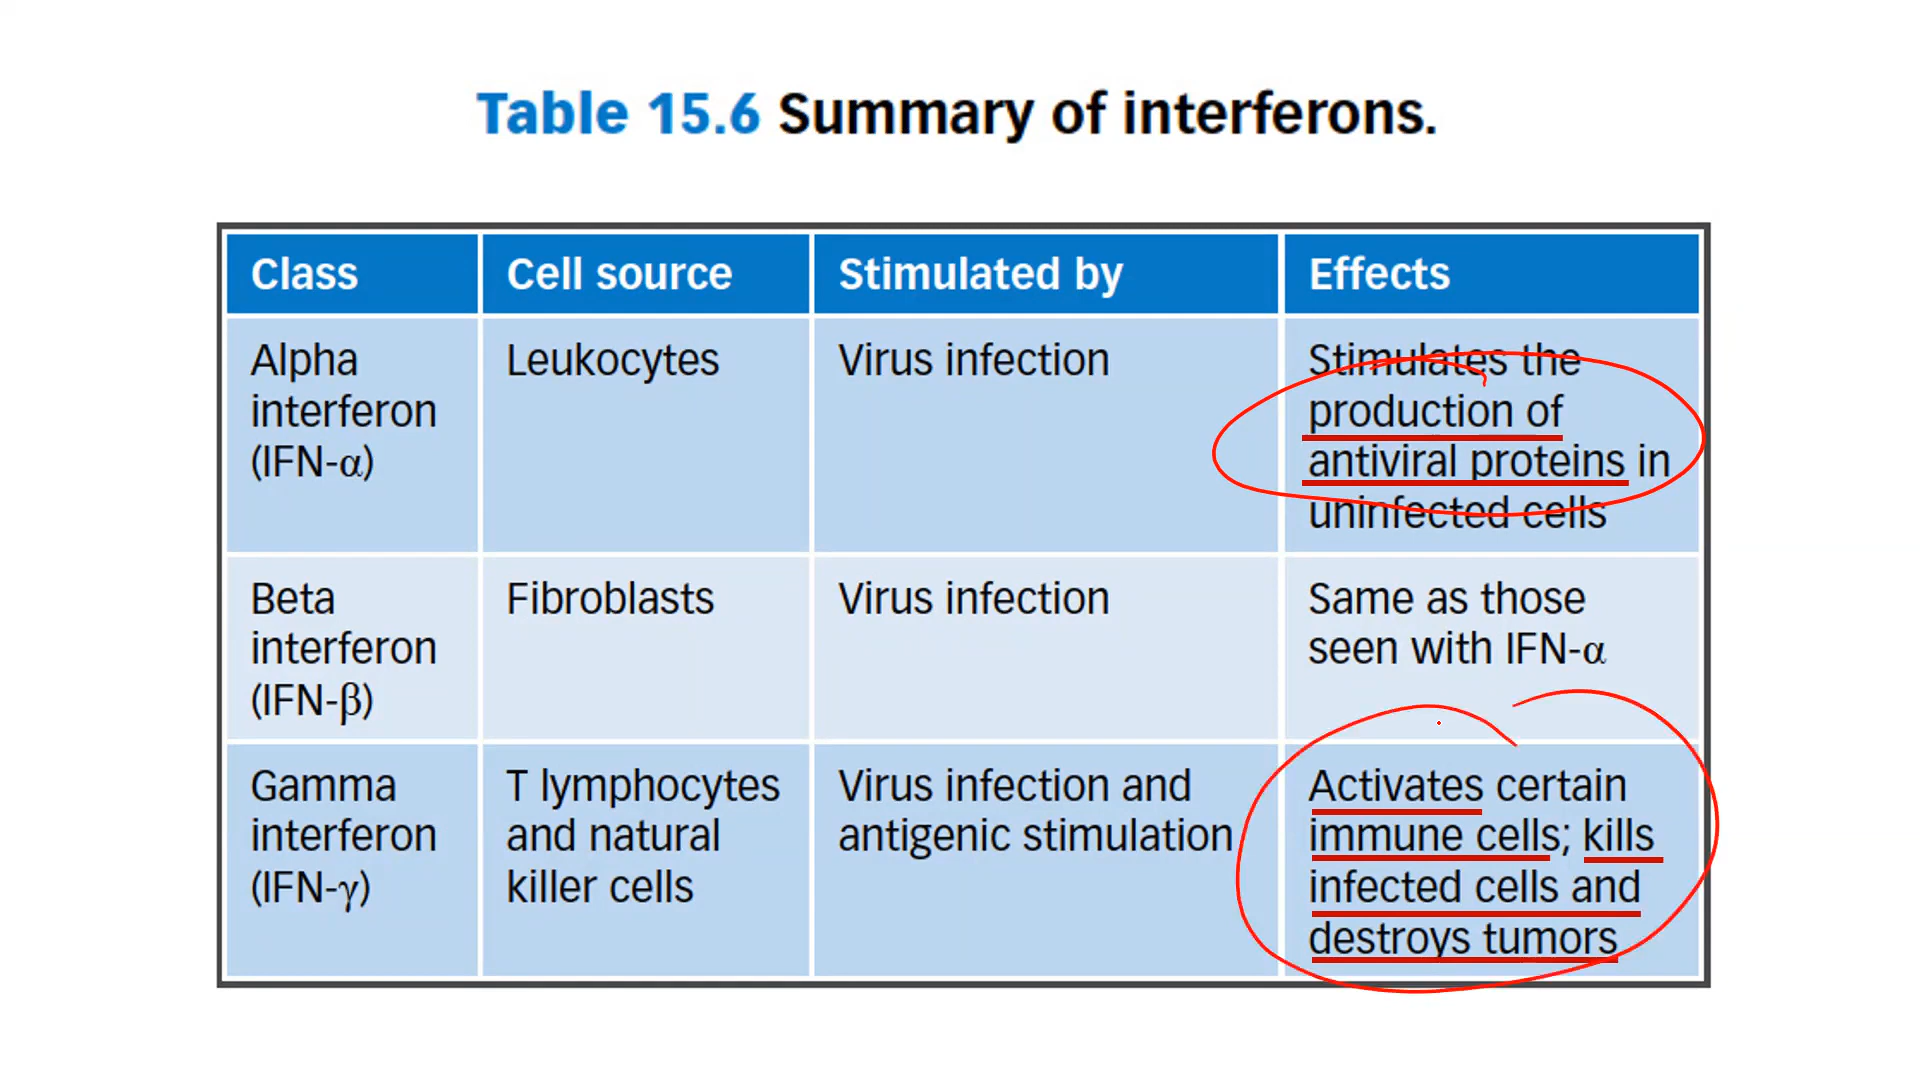 Table 15.6 Summary of interferons.
Class
Cell source
Stimulated by
Effects
Alpha
interferon
(IFN-α)
Leukocytes
Virus infection
Stimulates the
production of
antiviral proteins in
uninfected cells
Beta
interferon
(IFN-β)
Fibroblasts
Virus infection
Same as those
seen with IFN-α
Gamma
interferon
(IFN-γ)
T lymphocytes
and natural
killer cells
Virus infection and
antigenic stimulation
Activates certain
immune cells; kills
infected cells and
destroys tumors